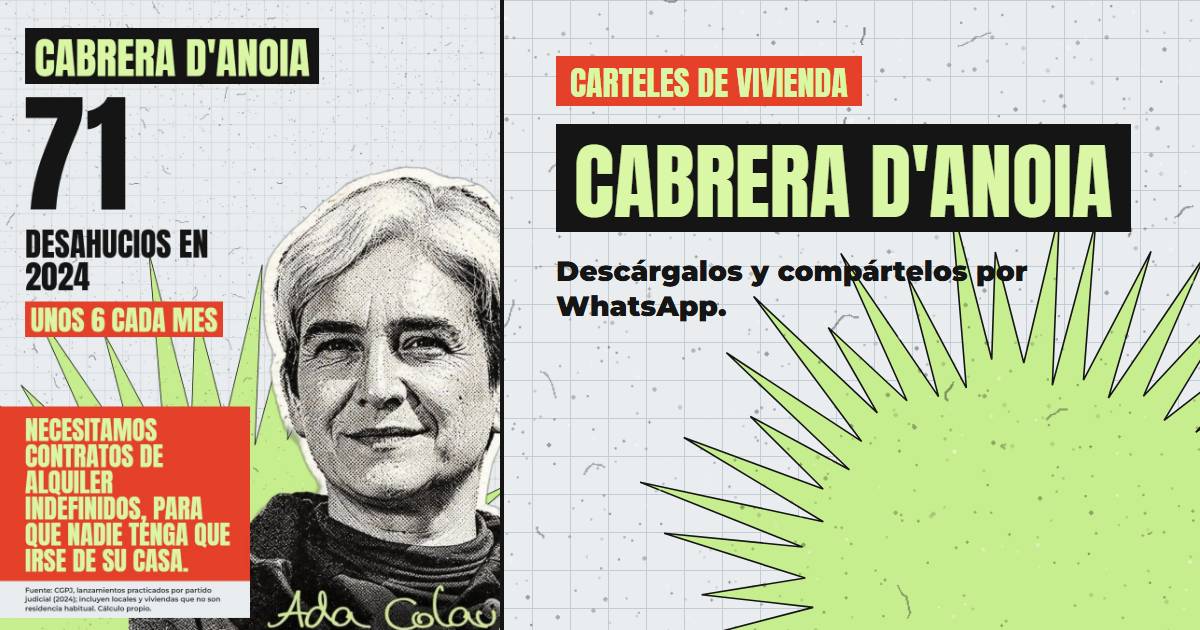 CABRERA D'ANOIA
71
DESAHUCIOS EN
2024
UNOS 6 CADA MES
NECESITAMOS
CONTRATOS DE
ALQUILER
INDEFINIDOS, PARA
QUE NADIE TENGA QUE
IRSE DE SU CASA.
Fuente: CGPJ, lanzamientos practicados por partido
judicial (2024); incluyen locales y viviendas que no son
residencia habitual. Cálculo propio.
Ada Colau
CARTELES DE VIVIENDA
CABRERA D'ANOIA
Descárgalos y compártelos por
WhatsApp.